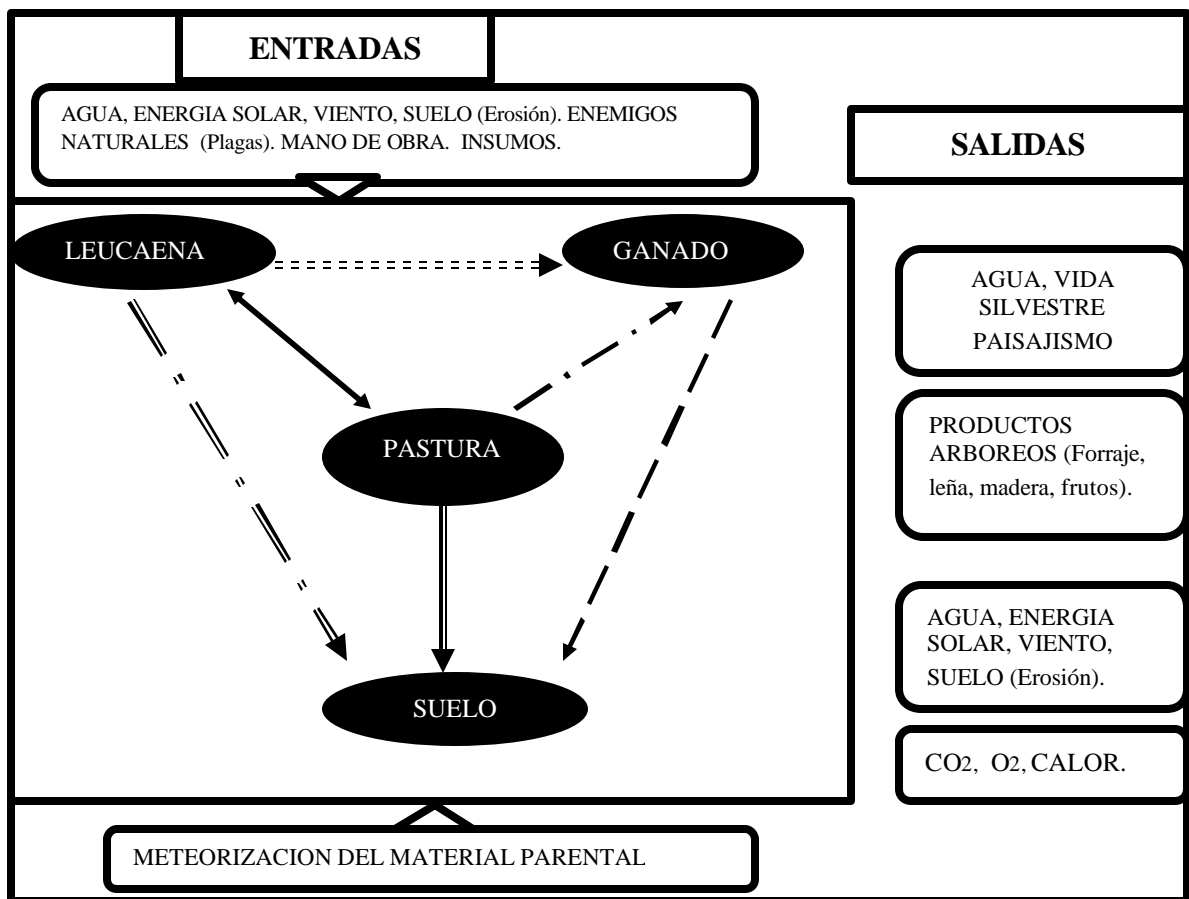 ENTRADAS
AGUA, ENERGIA SOLAR, VIENTO, SUELO (Erosión). ENEMIGOS
NATURALES (Plagas). MANO DE OBRA. INSUMOS.
SALIDAS
LEUCAENA
GANADO
AGUA, VIDA
SILVESTRE
PAISAJISMO
PASTURA
PRODUCTOS
ARBOREOS (Forraje,
leña, madera, frutos).
SUELO
AGUA, ENERGIA
SOLAR, VIENTO,
SUELO (Erosión).
CO2, O2, CALOR.
METEORIZACION DEL MATERIAL PARENTAL